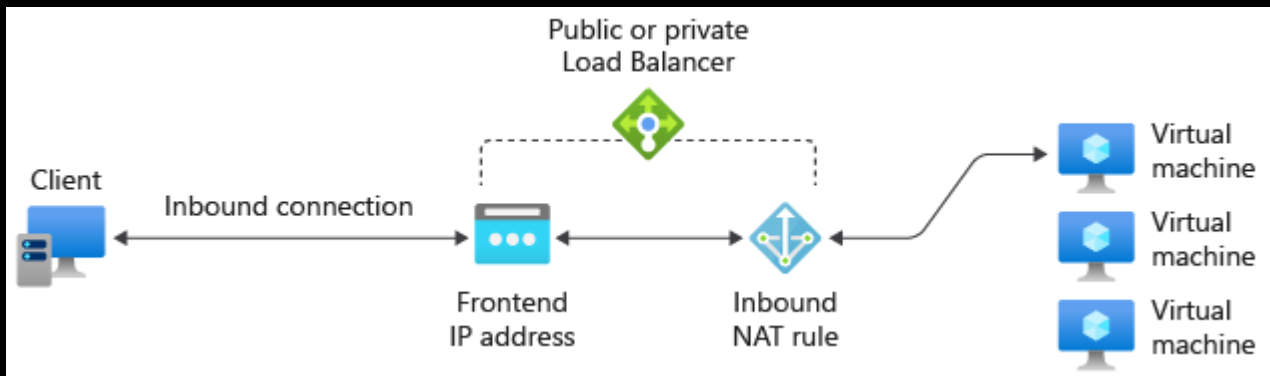 Public or private
Load Balancer
Client
Inbound connection
Frontend
IP address
Inbound
NAT rule
Virtual
machine
Virtual
machine
Virtual
machine